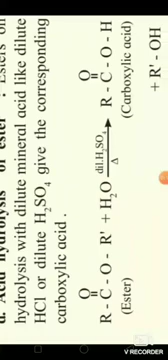 a. Acid hydrolysis of ester : Esters on
hydrolysis with dilute mineral acid like dilute
HCl or dilute H₂SO₄ give the corresponding
carboxylic acid .
O O
R - C - O - R' + H₂O dil.H₂SO₄ R - C - O - H
Δ
(Ester) (Carboxylic acid)
+ R' - OH
V RECORDER